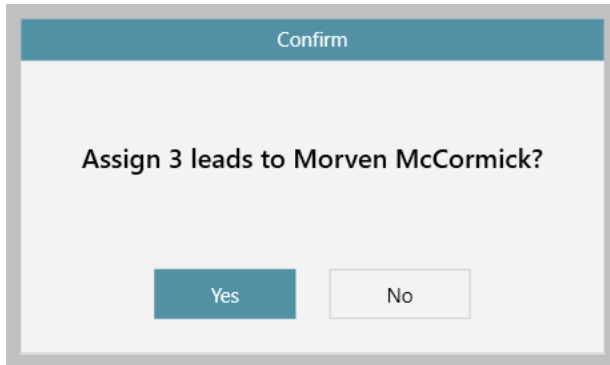 Confirm
Assign 3 leads to Morven McCormick?
Yes
No